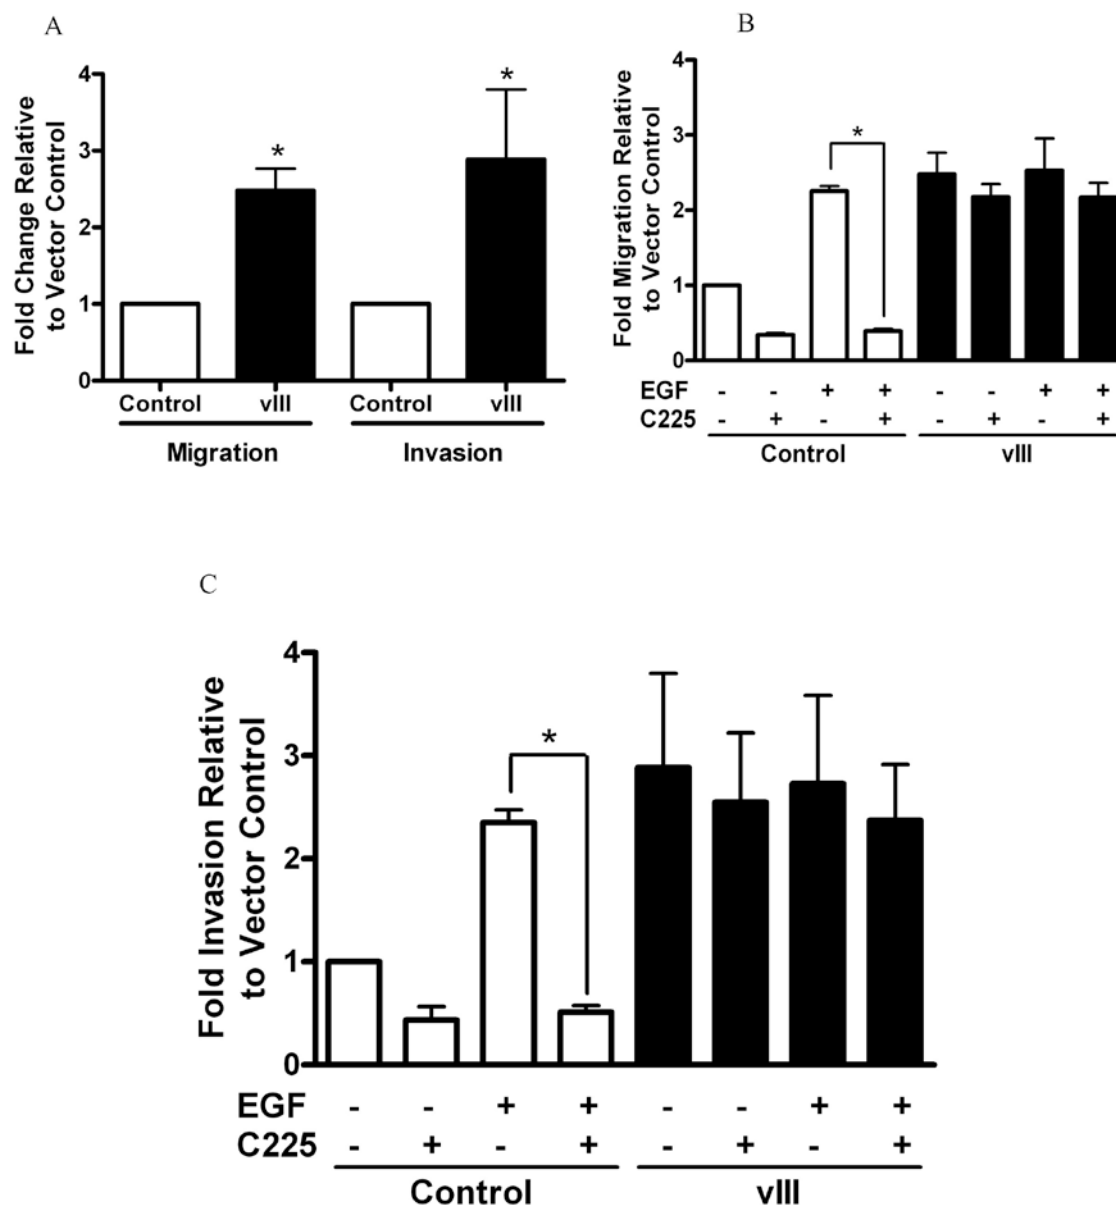 A
Fold Change Relative
to Vector Control
4
3
2
1
0
*
*
Control vIII Control vIII
Migration Invasion
B
Fold Migration Relative
to Vector Control
4
3
2
1
0
*
EGF - - + + - - + +
C225 - + - + - + - +
Control vIII
C
Fold Invasion Relative
to Vector Control
4
3
2
1
0
*
EGF - - + + - - + +
C225 - + - + - + - +
Control vIII